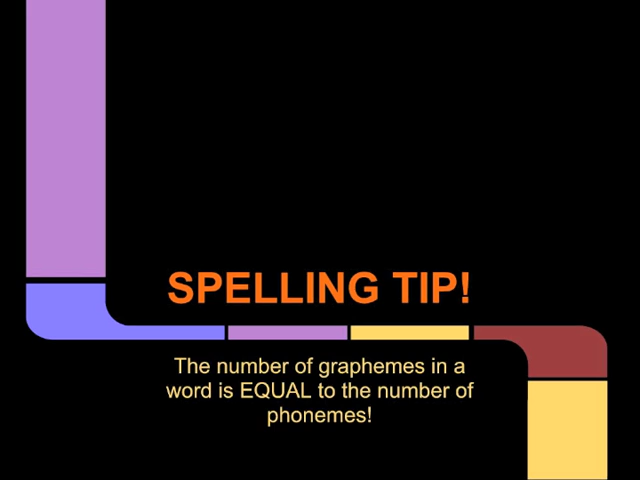 SPELLING TIP!
The number of graphemes in a
word is EQUAL to the number of
phonemes!